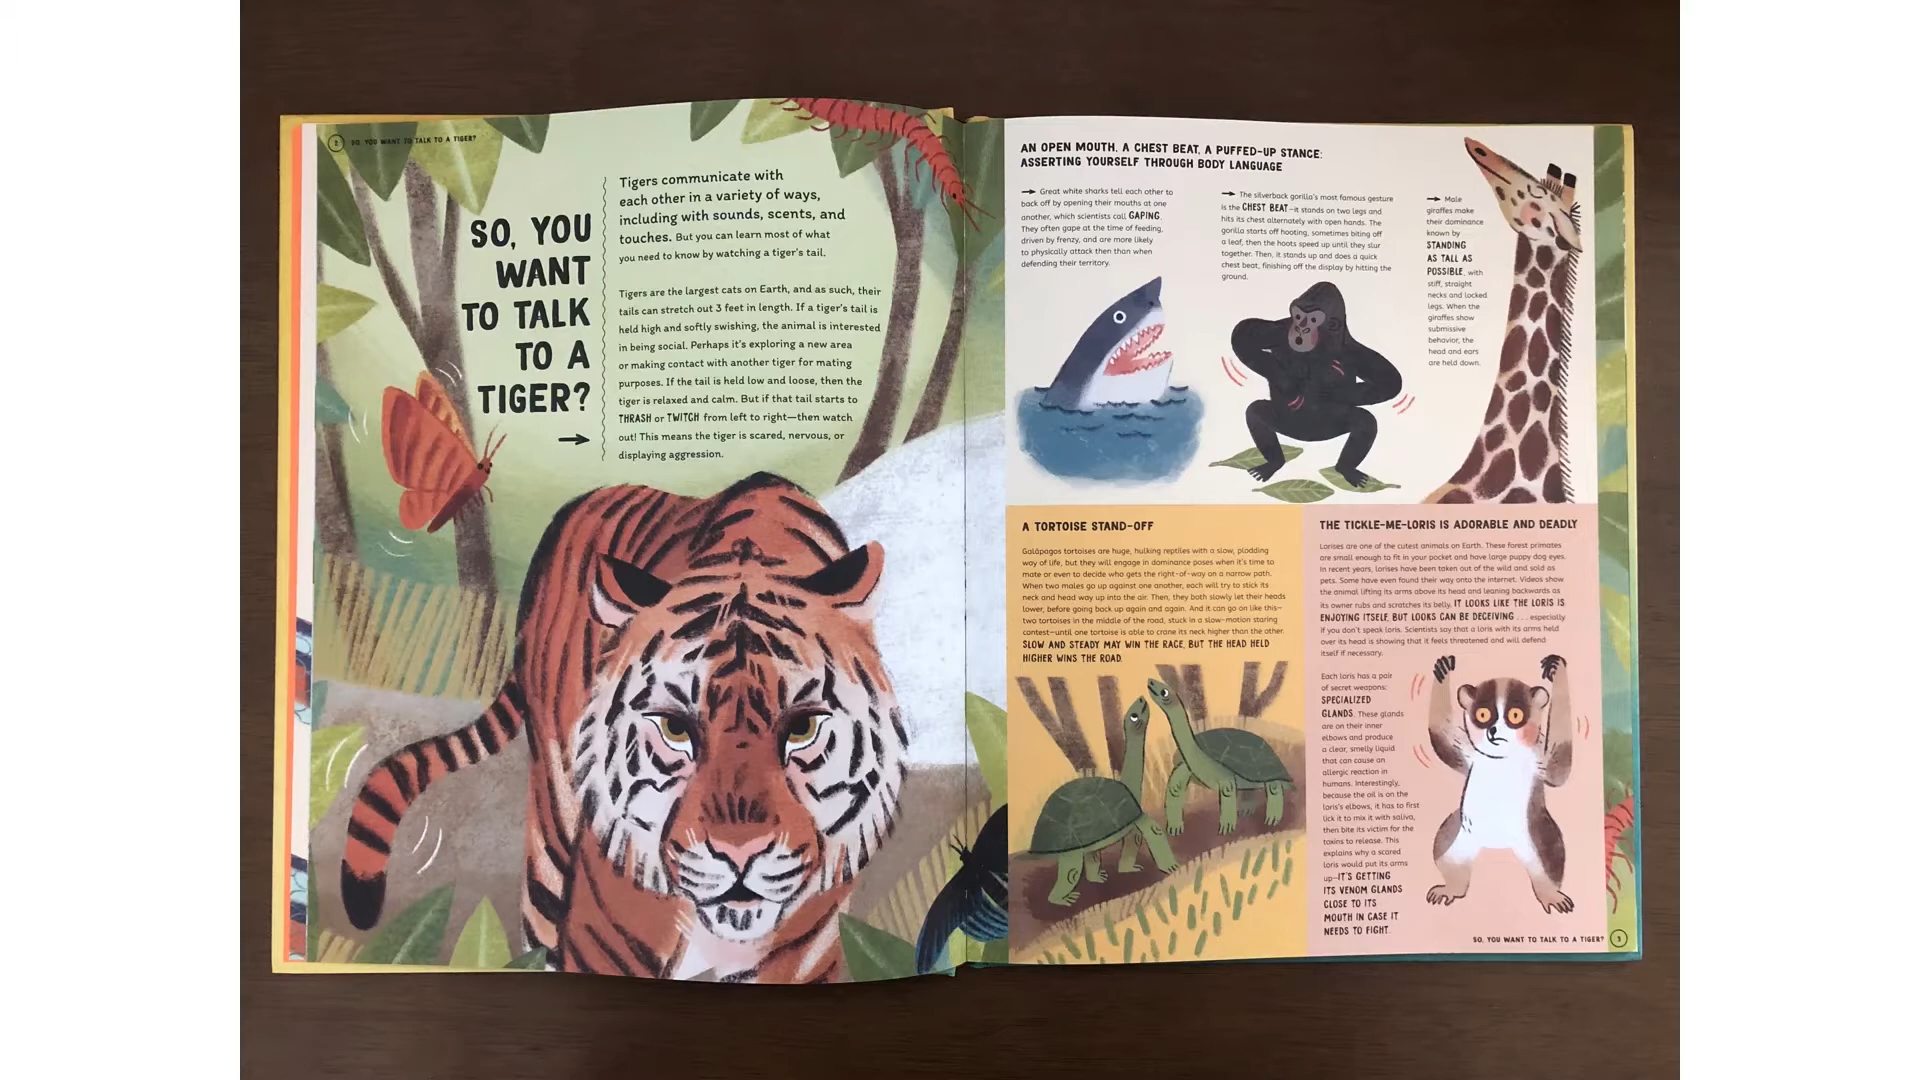 2 SO, YOU WANT TO TALK TO A TIGER?
SO, YOU
WANT
TO TALK
TO A
TIGER?
Tigers communicate with
each other in a variety of ways,
including with sounds, scents, and
touches. But you can learn most of what
you need to know by watching a tiger's tail.
Tigers are the largest cats on Earth, and as such, their
tails can stretch out 3 feet in length. If a tiger's tail is
held high and softly swishing, the animal is interested
in being social. Perhaps it's exploring a new area
or making contact with another tiger for mating
purposes. If the tail is held low and loose, then the
tiger is relaxed and calm. But if that tail starts to
THRASH or TWITCH from left to right—then watch
out! This means the tiger is scared, nervous, or
displaying aggression.
AN OPEN MOUTH, A CHEST BEAT, A PUFFED-UP STANCE:
ASSERTING YOURSELF THROUGH BODY LANGUAGE
Great white sharks tell each other to
back off by opening their mouths at one
another, which scientists call GAPING.
They often gape at the time of feeding,
driven by frenzy, and are more likely
to physically attack then than when
defending their territory.
The silverback gorilla's most famous gesture
is the CHEST BEAT—it stands on two legs and
hits its chest alternately with open hands. The
gorilla starts off hooting, sometimes biting off
a leaf, then the hoots speed up until they slur
together. Then, it stands up and does a quick
chest beat, finishing off the display by hitting the
ground.
Male
giraffes make
their dominance
known by
STANDING
AS TALL AS
POSSIBLE, with
stiff, straight
necks and locked
legs. When the
giraffes show
submissive
behavior, the
head and ears
are held down.
A TORTOISE STAND-OFF
Galápagos tortoises are huge, hulking reptiles with a slow, plodding
way of life, but they will engage in dominance poses when it's time to
mate or even to decide who gets the right-of-way on a narrow path.
When two males go up against one another, each will try to stick its
neck and head way up into the air. Then, they both slowly let their heads
lower, before going back up again and again. And it can go on like this—
two tortoises in the middle of the road, stuck in a slow-motion staring
contest—until one tortoise is able to crane its neck higher than the other.
SLOW AND STEADY MAY WIN THE RACE, BUT THE HEAD HELD
HIGHER WINS THE ROAD.
THE TICKLE-ME-LORIS IS ADORABLE AND DEADLY
Lorises are one of the cutest animals on Earth. These forest primates
are small enough to fit in your pocket and have large puppy dog eyes.
In recent years, lorises have been taken out of the wild and sold as
pets. Some have even found their way onto the internet. Videos show
the animal lifting its arms above its head and leaning backwards as
its owner rubs and scratches its belly. IT LOOKS LIKE THE LORIS IS
ENJOYING ITSELF, BUT LOOKS CAN BE DECEIVING . . . especially
if you don't speak loris. Scientists say that a loris with its arms held
over its head is showing that it feels threatened and will defend
itself if necessary.
Each loris has a pair
of secret weapons:
SPECIALIZED
GLANDS. These glands
are on their inner
elbows and produce
a clear, smelly liquid
that can cause an
allergic reaction in
humans. Interestingly,
because the oil is on the
loris's elbows, it has to first
lick it to mix it with saliva,
then bite its victim for the
toxins to release. This
explains why a scared
loris would put its arms
up—IT'S GETTING
ITS VENOM GLANDS
CLOSE TO ITS
MOUTH IN CASE IT
NEEDS TO FIGHT.
SO, YOU WANT TO TALK TO A TIGER? 3